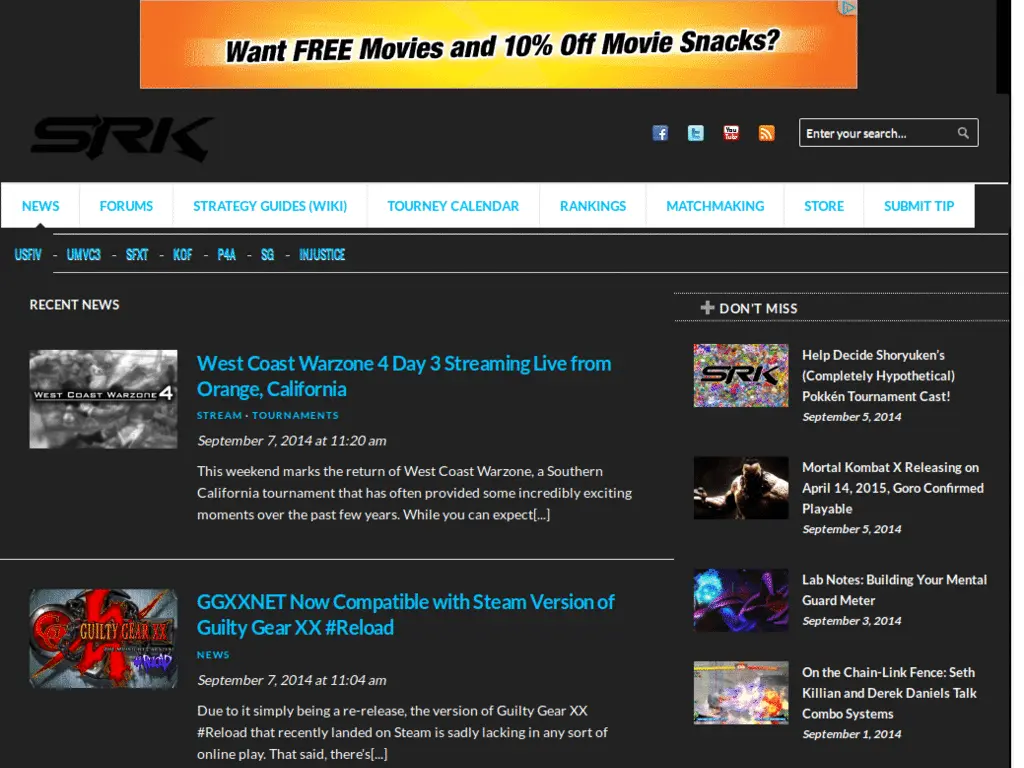 Want FREE Movies and 10% Off Movie Snacks?
SRK
Enter your search...
NEWS FORUMS STRATEGY GUIDES (WIKI) TOURNEY CALENDAR RANKINGS MATCHMAKING STORE SUBMIT TIP
USFIV - UMVC3 - SFXT - KOF - P4A - SG - INJUSTICE
RECENT NEWS
WEST COAST WARZONE 4
West Coast Warzone 4 Day 3 Streaming Live from
Orange, California
STREAM · TOURNAMENTS
September 7, 2014 at 11:20 am
This weekend marks the return of West Coast Warzone, a Southern
California tournament that has often provided some incredibly exciting
moments over the past few years. While you can expect[...]
GUILTY GEAR XX
GGXXNET Now Compatible with Steam Version of
Guilty Gear XX #Reload
NEWS
September 7, 2014 at 11:04 am
Due to it simply being a re-release, the version of Guilty Gear XX
#Reload that recently landed on Steam is sadly lacking in any sort of
online play. That said, there's[...]
DON'T MISS
SRK
Help Decide Shoryuken's
(Completely Hypothetical)
Pokkén Tournament Cast!
September 5, 2014
Mortal Kombat X Releasing on
April 14, 2015, Goro Confirmed
Playable
September 5, 2014
Lab Notes: Building Your Mental
Guard Meter
September 3, 2014
On the Chain-Link Fence: Seth
Killian and Derek Daniels Talk
Combo Systems
September 1, 2014